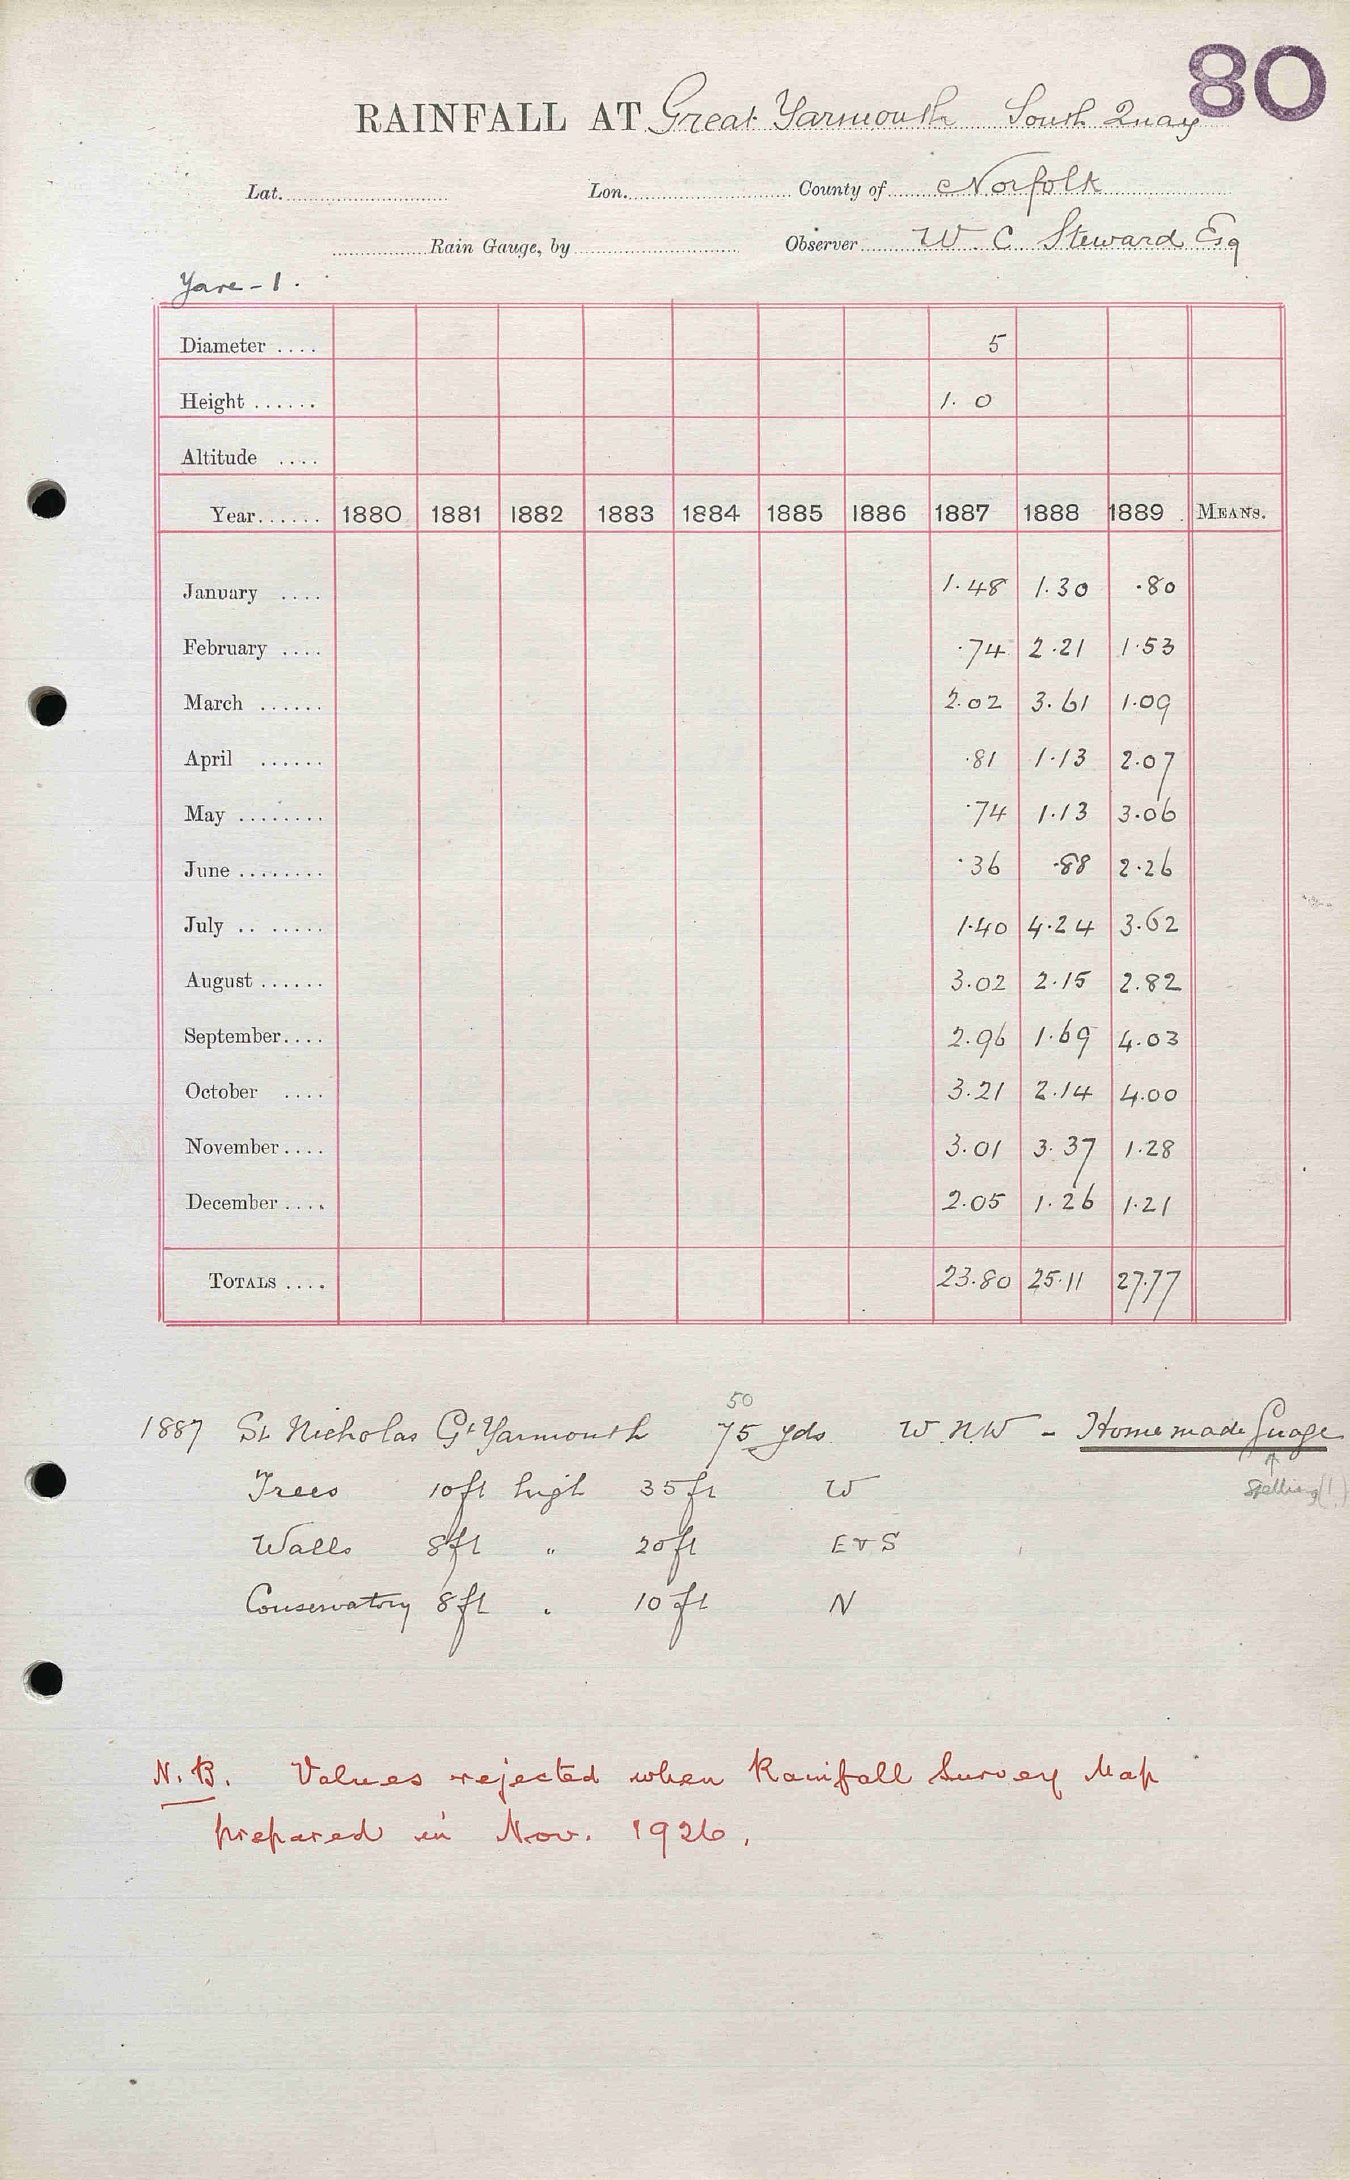 80
RAINFALL AT Great Yarmouth South Quay
Lat. Lon. County of Norfolk
Rain Gauge, by Observer W. C Steward Esq
Yare - 1.
Diameter .... 5
Height ...... 1. 0
Altitude ....
Year...... 1880 1881 1882 1883 1884 1885 1886 1887 1888 1889 MEANS.
January .... 1.48 1.30 .80
February .... .74 2.21 1.53
March ...... 2.02 3.61 1.09
April ...... .81 1.13 2.07
May ........ .74 1.13 3.06
June ........ .36 .88 2.26
July .. ..... 1.40 4.24 3.62
August ...... 3.02 2.15 2.82
September.... 2.96 1.69 4.03
October .... 3.21 2.14 4.00
November.... 3.01 3.37 1.28
December .... 2.05 1.26 1.21
TOTALS .... 23.80 25.11 27.77
50
1887 St Nicholas Gt Yarmouth 75 yds W.N.W - Home made Guage
Spelling (!)
Trees 10ft high 35ft W
Walls 8ft " 20ft E & S
Conservatory 8ft " 10ft N
N.B. Values rejected when Rainfall Survey Map
prepared in Nov. 1926.